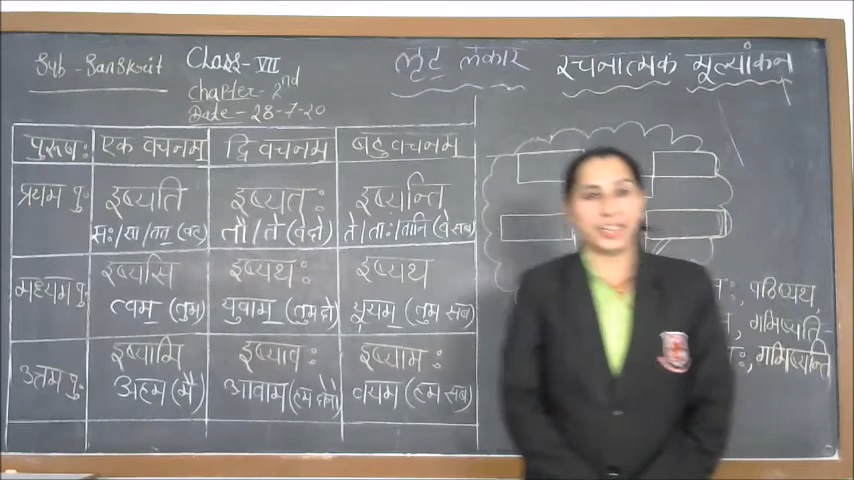 Sub - Sanskrit
Class - VII
Chapter - 2nd
Date - 28-7-20
लृट् लकार
रचनात्मक मूल्यांकन
पुरुष: एक वचनम् द्वि वचनम् बहु वचनम्
प्रथम पु: इष्यति इष्यत: इष्यन्ति
स:/सा/तत् (वह) तौ/ते (वे दो) ते/ता:/तानि (वे सब)
मध्यम पु: इष्यसि इष्यथ: इष्यथ
त्वम् (तुम) युवाम् (तुम दो) यूयम् (तुम सब)
उत्तम पु: इष्यामि इष्याव: इष्याम:
अहम (मैं) आवाम (हम दोनों) वयम (हम सब)
त:, पठिष्यथ,
, गमिष्यति-
त:, गमिष्यन्ति